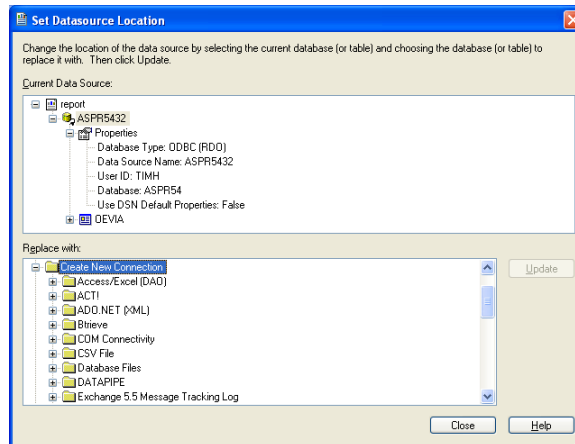 Set Datasource Location
Change the location of the data source by selecting the current database (or table) and choosing the database (or table) to
replace it with. Then click Update.
Current Data Source:
report
ASPR5432
Properties
Database Type: ODBC (RDO)
Data Source Name: ASPR5432
User ID: TIMH
Database: ASPR54
Use DSN Default Properties: False
OEVIA
Replace with:
Create New Connection
Update
Access/Excel (DAO)
ACT!
ADO.NET (XML)
Btrieve
COM Connectivity
CSV File
Database Files
DATAPIPE
Exchange 5.5 Message Tracking Log
Close
Help